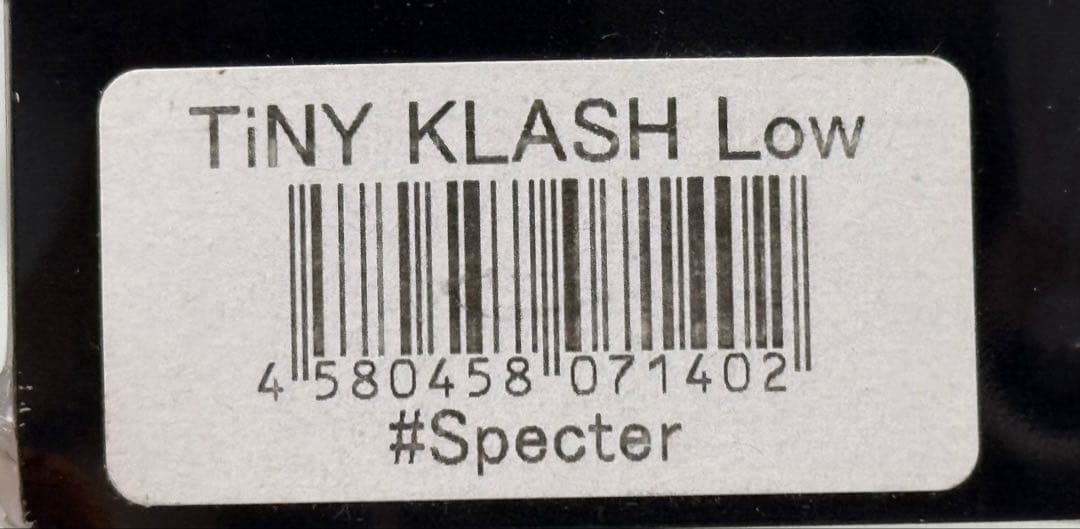 TiNY KLASH Low
4 580458 071402
#Specter